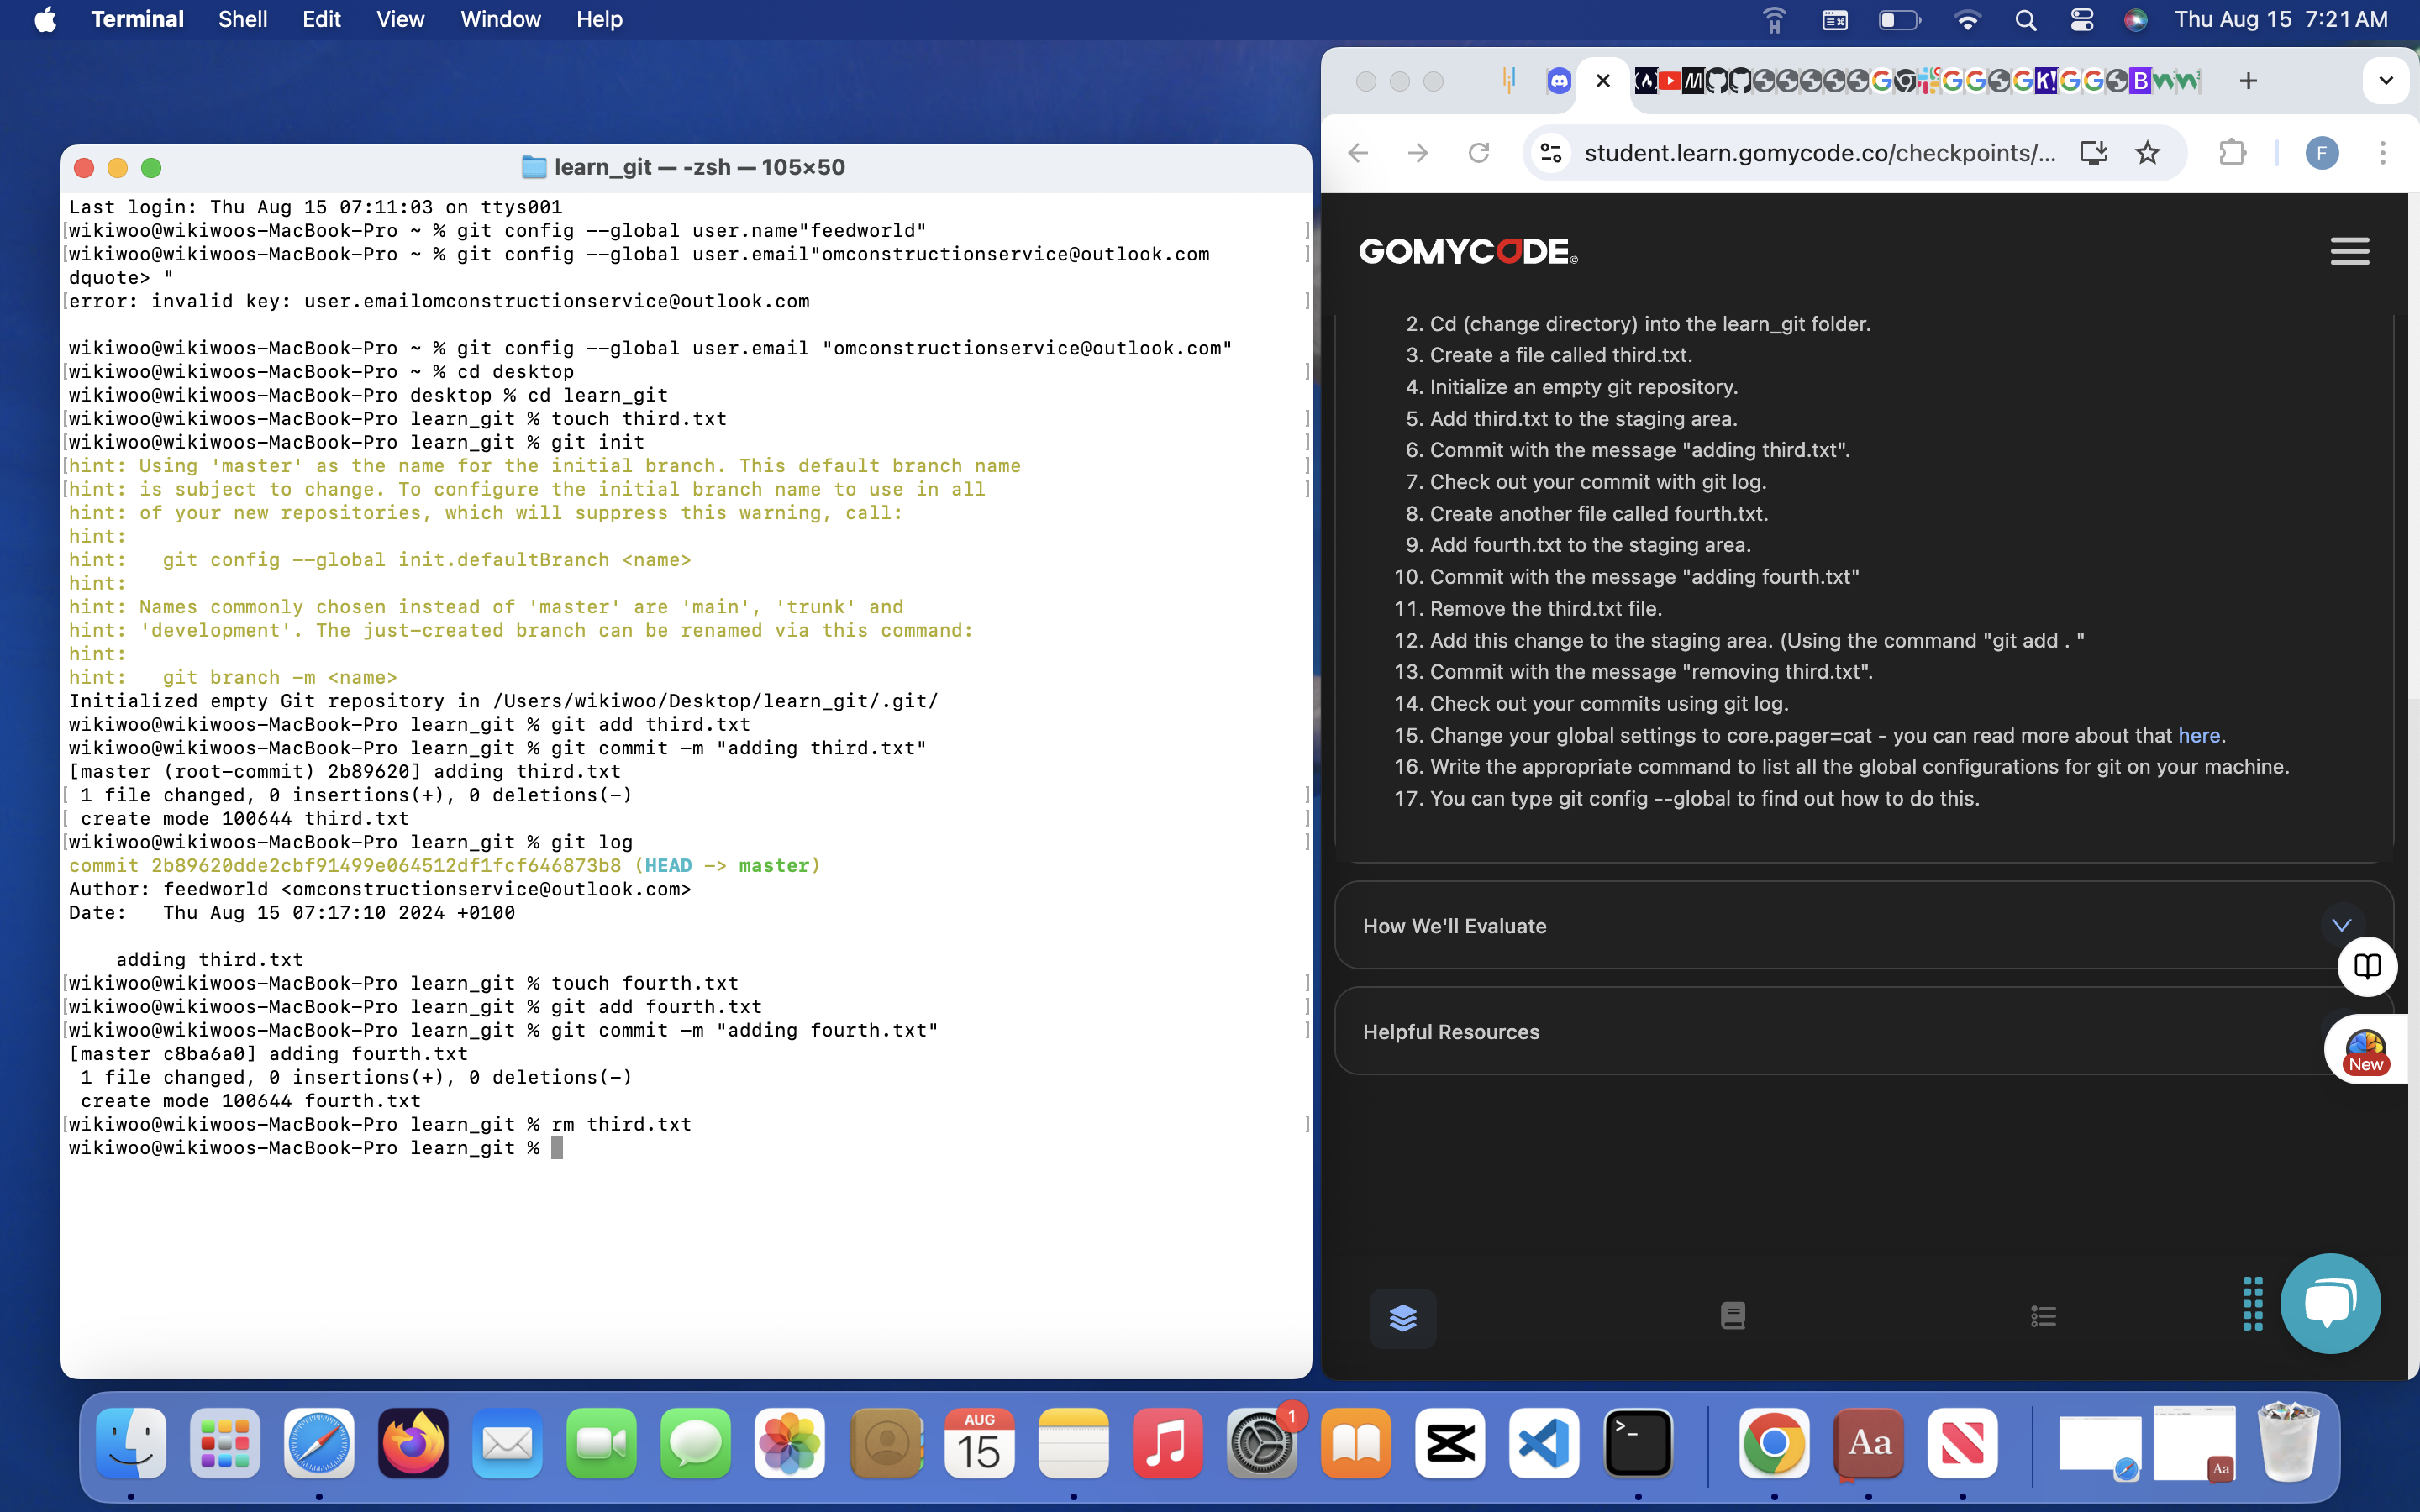 Terminal Shell Edit View Window Help
Thu Aug 15 7:21 AM
learn_git — -zsh — 105×50
Last login: Thu Aug 15 07:11:03 on ttys001
[wikiwoo@wikiwoos-MacBook-Pro ~ % git config --global user.name"feedworld" ]
[wikiwoo@wikiwoos-MacBook-Pro ~ % git config --global user.email"omconstructionservice@outlook.com ]
dquote> "
[error: invalid key: user.emailomconstructionservice@outlook.com ]
wikiwoo@wikiwoos-MacBook-Pro ~ % git config --global user.email "omconstructionservice@outlook.com"
[wikiwoo@wikiwoos-MacBook-Pro ~ % cd desktop ]
wikiwoo@wikiwoos-MacBook-Pro desktop % cd learn_git
[wikiwoo@wikiwoos-MacBook-Pro learn_git % touch third.txt ]
[wikiwoo@wikiwoos-MacBook-Pro learn_git % git init ]
[hint: Using 'master' as the name for the initial branch. This default branch name ]
[hint: is subject to change. To configure the initial branch name to use in all ]
hint: of your new repositories, which will suppress this warning, call:
hint:
hint:   git config --global init.defaultBranch <name>
hint:
hint: Names commonly chosen instead of 'master' are 'main', 'trunk' and
hint: 'development'. The just-created branch can be renamed via this command:
hint:
hint:   git branch -m <name>
Initialized empty Git repository in /Users/wikiwoo/Desktop/learn_git/.git/
wikiwoo@wikiwoos-MacBook-Pro learn_git % git add third.txt
wikiwoo@wikiwoos-MacBook-Pro learn_git % git commit -m "adding third.txt"
[master (root-commit) 2b89620] adding third.txt
[ 1 file changed, 0 insertions(+), 0 deletions(-) ]
[ create mode 100644 third.txt ]
[wikiwoo@wikiwoos-MacBook-Pro learn_git % git log ]
commit 2b89620dde2cbf91499e064512df1fcf646873b8 (HEAD -> master)
Author: feedworld <omconstructionservice@outlook.com>
Date:   Thu Aug 15 07:17:10 2024 +0100
    adding third.txt
[wikiwoo@wikiwoos-MacBook-Pro learn_git % touch fourth.txt ]
[wikiwoo@wikiwoos-MacBook-Pro learn_git % git add fourth.txt ]
[wikiwoo@wikiwoos-MacBook-Pro learn_git % git commit -m "adding fourth.txt" ]
[master c8ba6a0] adding fourth.txt
 1 file changed, 0 insertions(+), 0 deletions(-)
 create mode 100644 fourth.txt
[wikiwoo@wikiwoos-MacBook-Pro learn_git % rm third.txt ]
wikiwoo@wikiwoos-MacBook-Pro learn_git %
student.learn.gomycode.co/checkpoints/...
F
GOMYCODE©
2. Cd (change directory) into the learn_git folder.
3. Create a file called third.txt.
4. Initialize an empty git repository.
5. Add third.txt to the staging area.
6. Commit with the message "adding third.txt".
7. Check out your commit with git log.
8. Create another file called fourth.txt.
9. Add fourth.txt to the staging area.
10. Commit with the message "adding fourth.txt"
11. Remove the third.txt file.
12. Add this change to the staging area. (Using the command "git add . "
13. Commit with the message "removing third.txt".
14. Check out your commits using git log.
15. Change your global settings to core.pager=cat - you can read more about that here.
16. Write the appropriate command to list all the global configurations for git on your machine.
17. You can type git config --global to find out how to do this.
How We'll Evaluate
Helpful Resources
New
AUG
15
1
>_
Aa
Aa